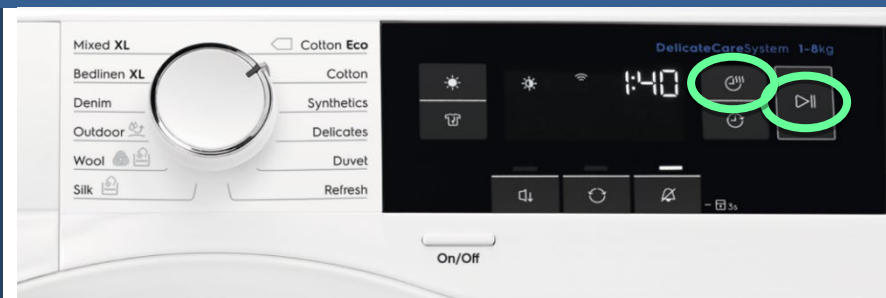 Mixed XL
Bedlinen XL
Denim
Outdoor
Wool
Silk
Cotton Eco
Cotton
Synthetics
Delicates
Duvet
Refresh
DelicateCareSystem 1-8kg
1:40
3s
On/Off